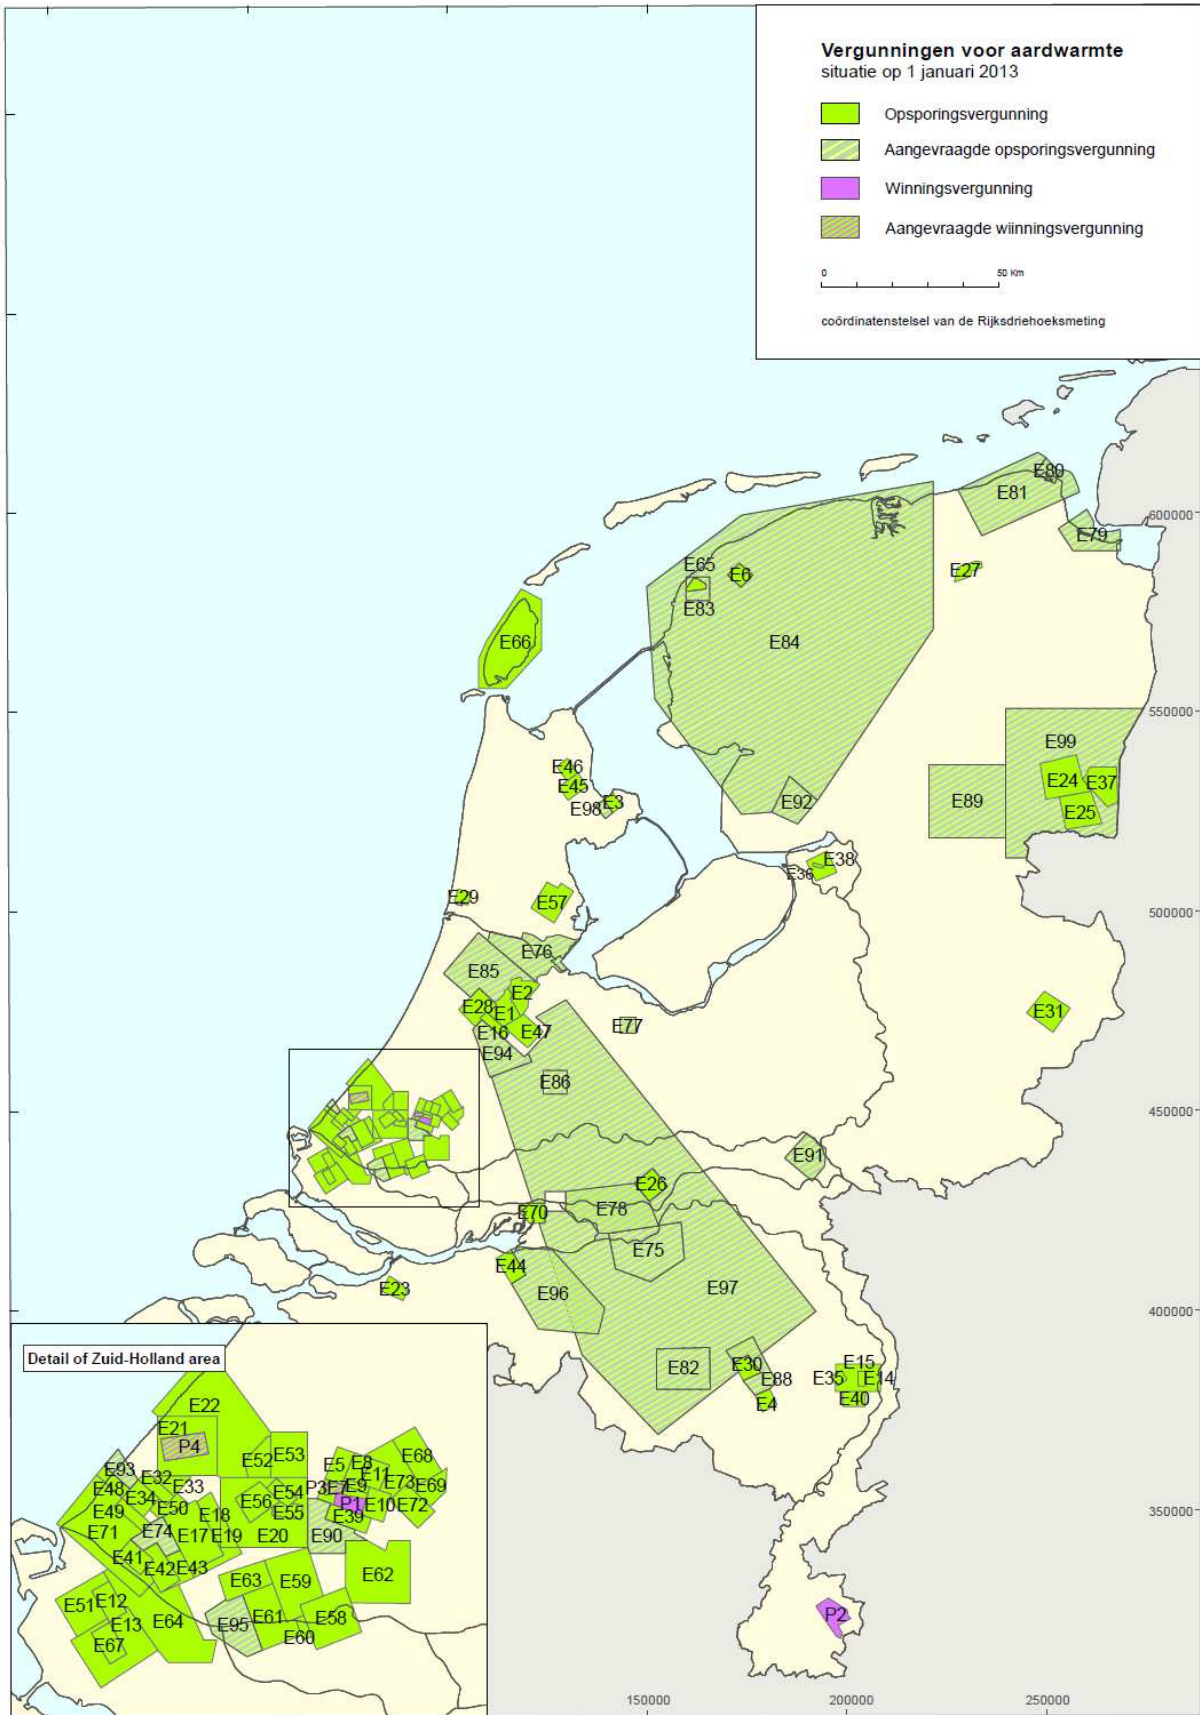 Vergunningen voor aardwarmte
situatie op 1 januari 2013
Opsporingsvergunning
Aangevraagde opsporingsvergunning
Winningsvergunning
Aangevraagde wiinningsvergunning
0 50 Km
coördinatenstelsel van de Rijksdriehoeksmeting
E80
E81
600000
E79
E65
E6
E27
E83
E66
E84
550000
E99
E46
E24
E37
E45
E98
E3
E92
E89
E25
E38
E36
E29
E57
500000
E76
E85
E2
E28
E1
E31
E16
E47
E77
E94
E86
450000
E91
E26
E70
E78
E75
E44
E23
E96
E97
400000
Detail of Zuid-Holland area
E30
E82
E88
E15
E35
E14
E4
E40
E22
E21
P4
E52
E53
E5
E8
E68
E93
E32
E11
E48
E33
E54
P3
E7
E9
E73
E69
E34
E50
E56
P1
E10
E72
E49
E18
E55
E39
350000
E71
E74
E17
E19
E20
E90
E41
E42
E43
E63
E59
E62
E51
E12
E13
E64
E95
E61
E58
E60
E67
P2
150000
200000
250000